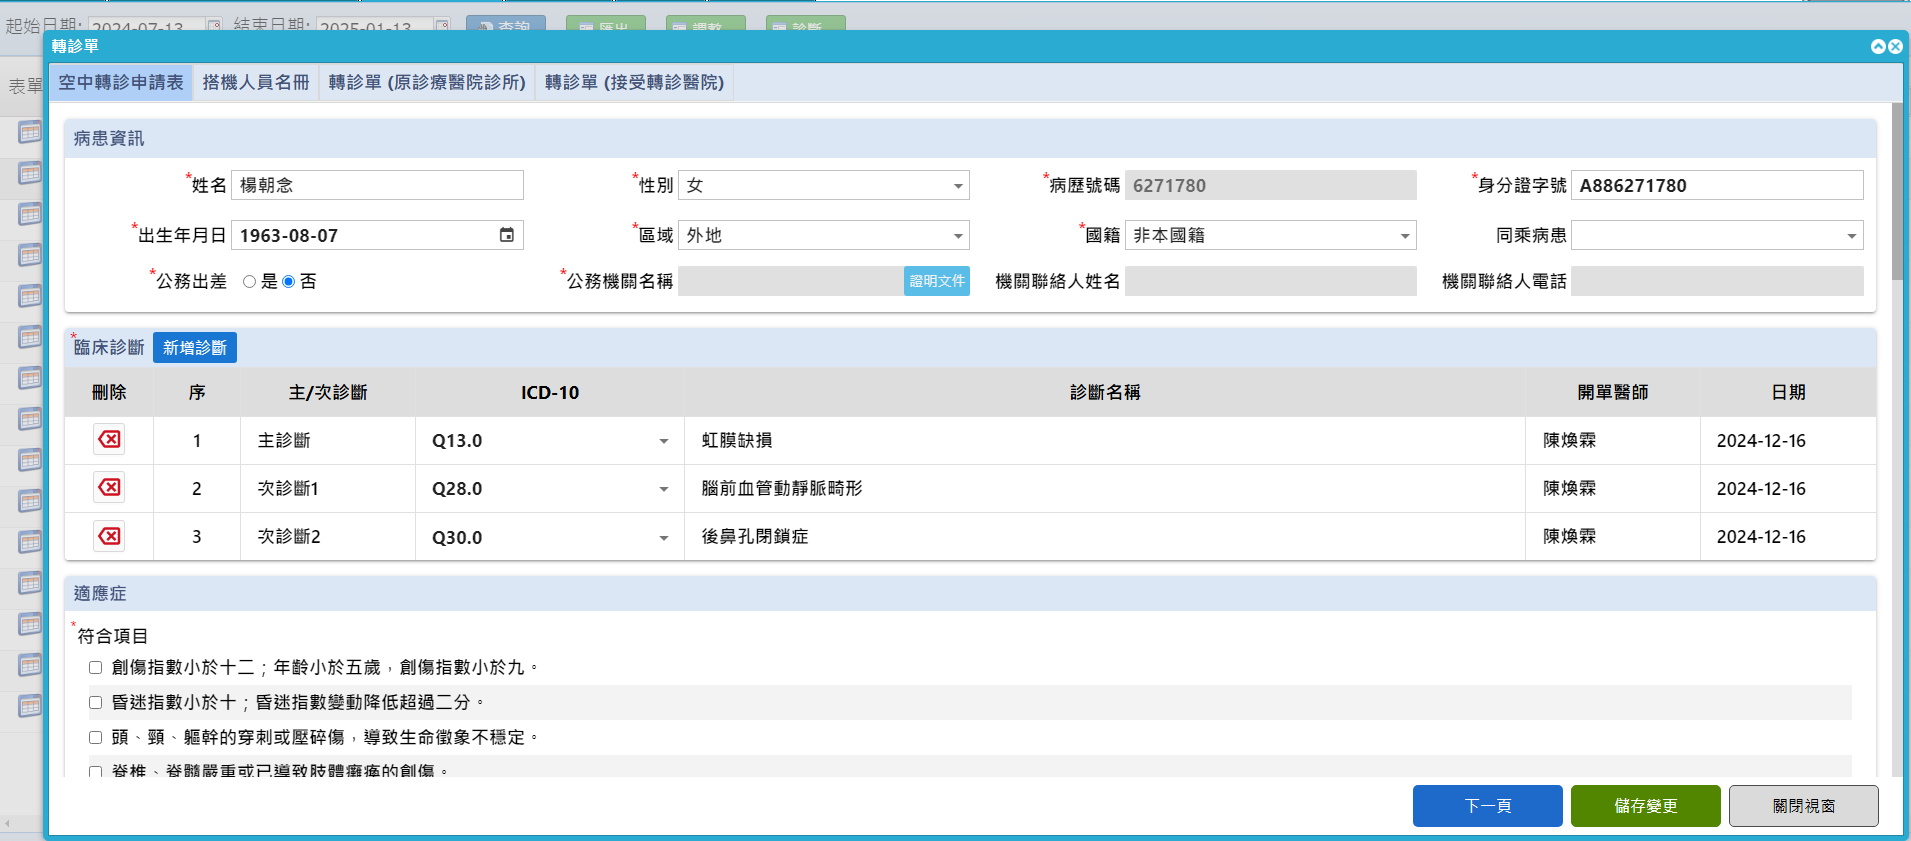 起始日期: 2024-07-13 結束日期: 2025-01-13 查詢 匯出 調整 診斷
轉診單
表單
空中轉診申請表 搭機人員名冊 轉診單 (原診療醫院診所) 轉診單 (接受轉診醫院)
病患資訊
*姓名 楊朝念 *性別 女 *病歷號碼 6271780 *身分證字號 A886271780
*出生年月日 1963-08-07 *區域 外地 *國籍 非本國籍 同乘病患
*公務出差 是 否 *公務機關名稱 證明文件 機關聯絡人姓名 機關聯絡人電話
*臨床診斷 新增診斷
刪除 序 主/次診斷 ICD-10 診斷名稱 開單醫師 日期
1 主診斷 Q13.0 虹膜缺損 陳煥霖 2024-12-16
2 次診斷1 Q28.0 腦前血管動靜脈畸形 陳煥霖 2024-12-16
3 次診斷2 Q30.0 後鼻孔閉鎖症 陳煥霖 2024-12-16
適應症
*符合項目
創傷指數小於十二；年齡小於五歲，創傷指數小於九。
昏迷指數小於十；昏迷指數變動降低超過二分。
頭、頸、軀幹的穿刺或壓碎傷，導致生命徵象不穩定。
脊椎、脊髓嚴重或已導致肢體癱瘓的創傷。
下一頁 儲存變更 關閉視窗